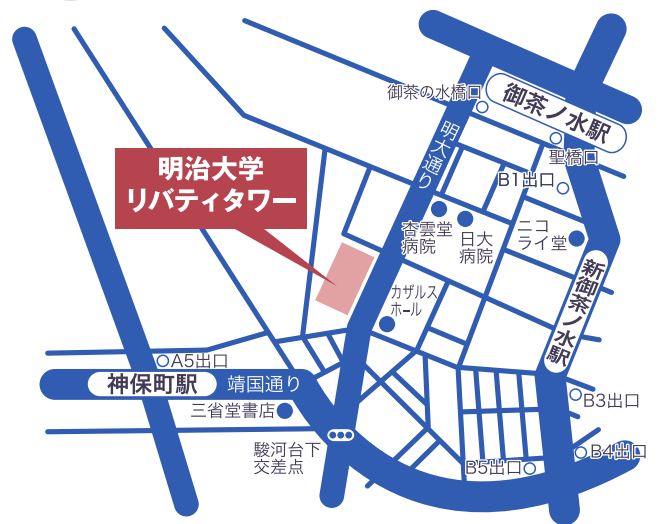 御茶の水橋口
御茶ノ水駅
聖橋口
明大通り
B1出口
明治大学
リバティタワー
杏雲堂
病院
日大
病院
ニコ
ライ堂
新御茶ノ水駅
カザルス
ホール
A5出口
神保町駅
靖国通り
三省堂書店
B3出口
駿河台下
交差点
B4出口
B5出口